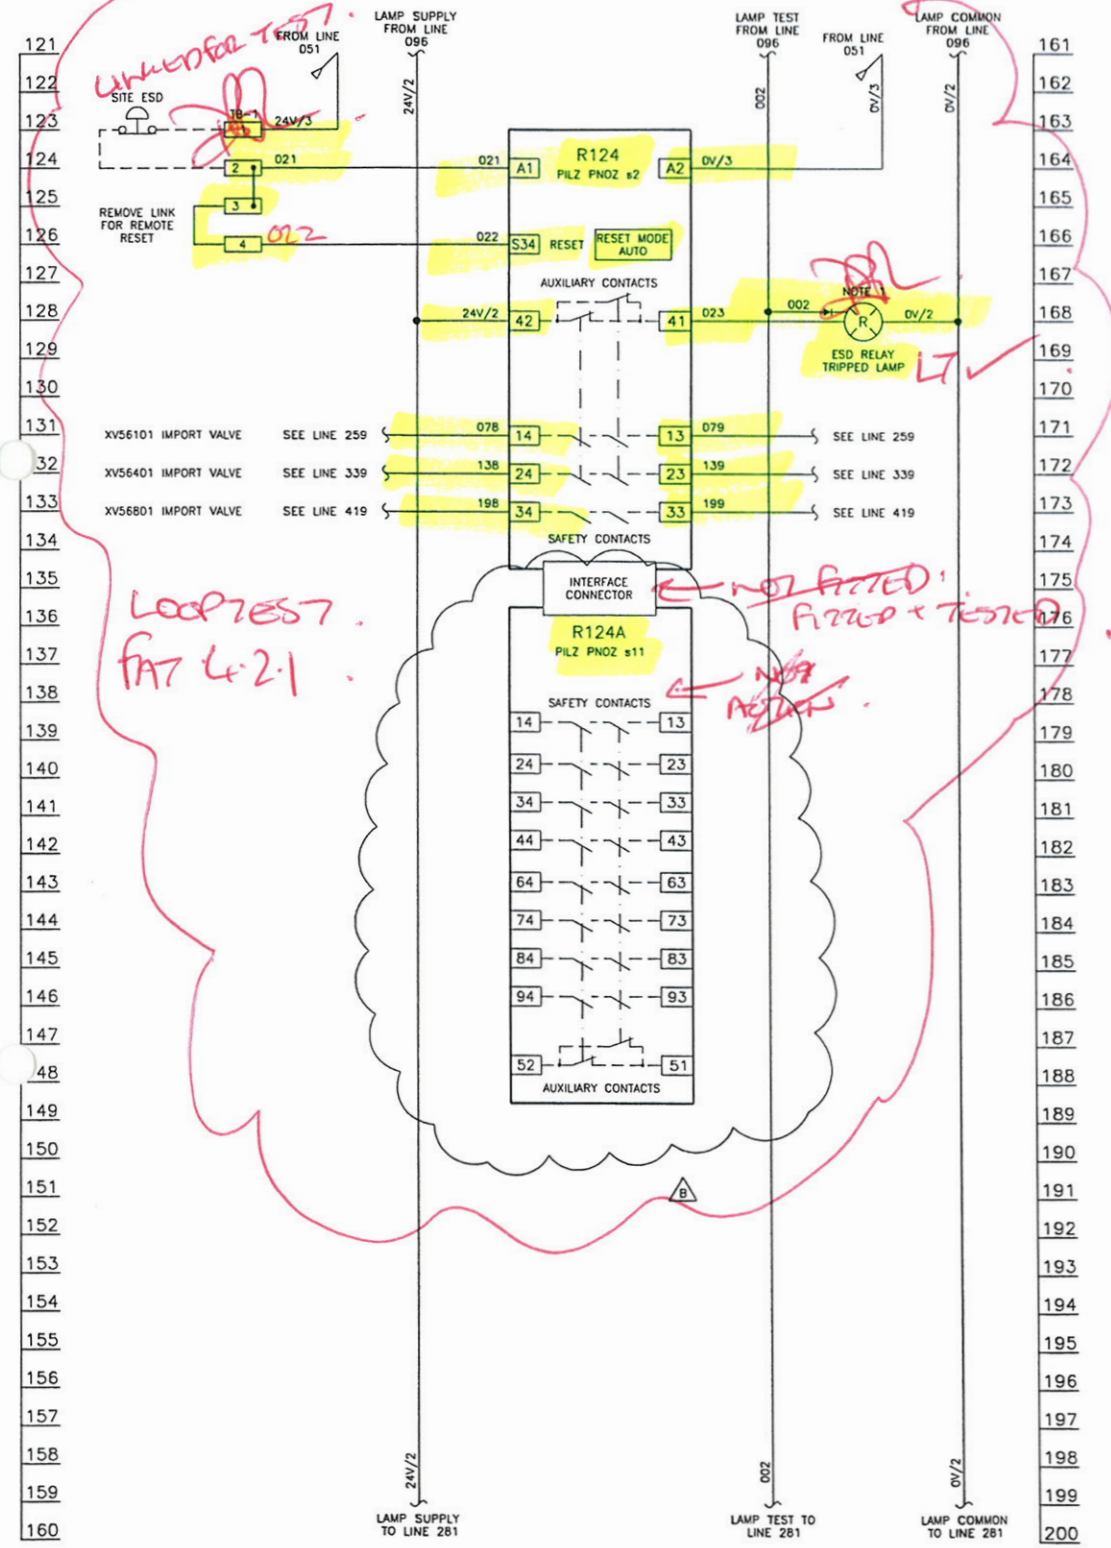 LAMP SUPPLY
FROM LINE
096
LAMP TEST
FROM LINE
096
LAMP COMMON
FROM LINE
096
LINKED FOR TEST.
FROM LINE
051
FROM LINE
051
121
161
122
162
SITE ESD
24V/2
002
0V/3
0V/2
TB-1
24V/3
123
163
124
2
021
021
A1
R124
PILZ PNOZ s2
A2
0V/3
164
125
3
165
REMOVE LINK
FOR REMOTE
RESET
126
4
022
022
S34
RESET
RESET MODE
AUTO
166
127
AUXILIARY CONTACTS
NOTE 1
167
128
24V/2
42
41
023
002
R
0V/2
168
129
ESD RELAY
TRIPPED LAMP
LT ✓
169
130
170
131
XV56101 IMPORT VALVE
SEE LINE 259
078
14
13
079
SEE LINE 259
171
132
XV56401 IMPORT VALVE
SEE LINE 339
138
24
23
139
SEE LINE 339
172
133
XV56801 IMPORT VALVE
SEE LINE 419
198
34
33
199
SEE LINE 419
173
134
SAFETY CONTACTS
174
135
INTERFACE
CONNECTOR
NOT FITTED.
175
136
LOOP TEST.
FITTED + TESTED
176
R124A
PILZ PNOZ s11
137
FAT 4.2.1
177
138
SAFETY CONTACTS
178
139
14
13
179
140
24
23
180
141
34
33
181
142
44
43
182
143
64
63
183
144
74
73
184
145
84
83
185
146
94
93
186
147
187
148
52
51
188
AUXILIARY CONTACTS
149
189
150
190
151
B
191
152
192
153
193
154
194
155
195
156
196
157
197
158
24V/2
002
0V/2
198
159
199
160
LAMP SUPPLY
TO LINE 281
LAMP TEST TO
LINE 281
LAMP COMMON
TO LINE 281
200